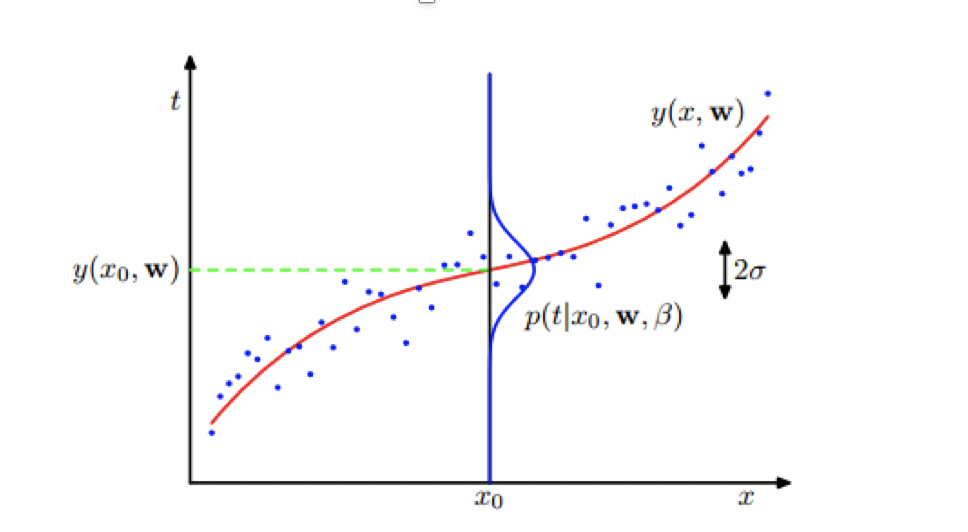 t
y(x, w)
y(x₀, w)
2σ
p(t|x₀, w, β)
x₀
x